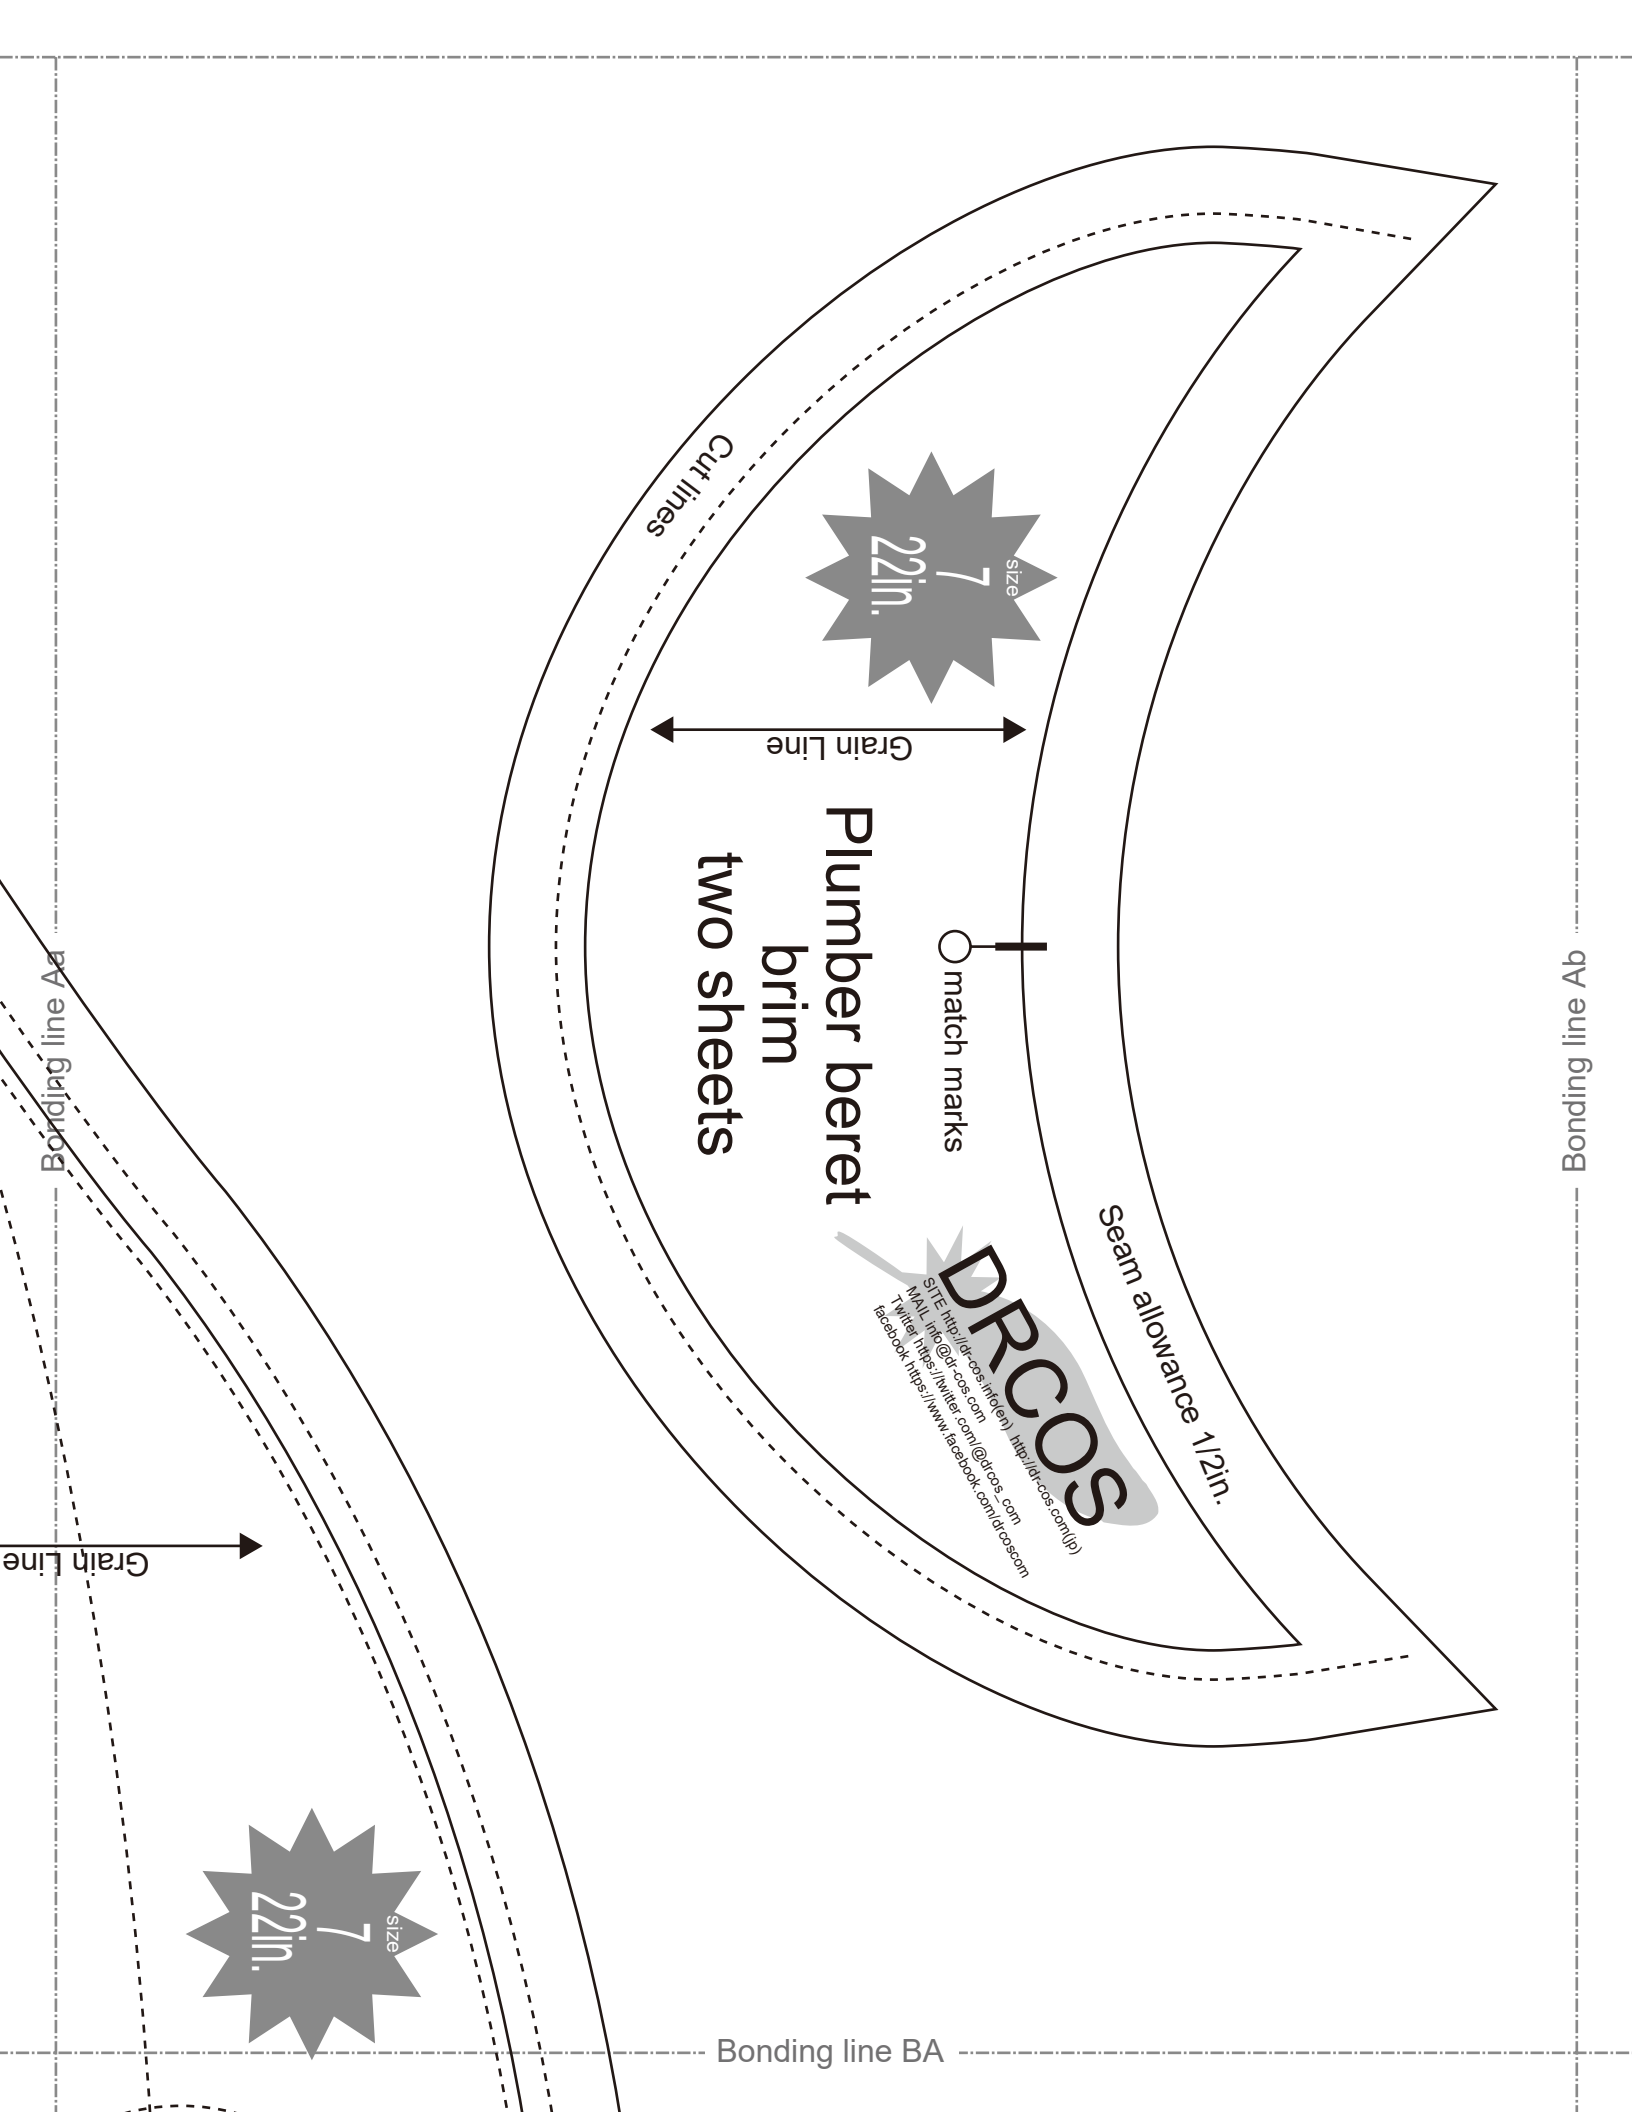 Cut lines
size
7
22in.
Grain Line
Plumber beret
brim
two sheets
match marks
Seam allowance 1/2in.
DRCOS
SITE http://dr-cos.info(en) http://dr-cos.com(jp)
MAIL info@dr-cos.com
Twitter https://twitter.com/@drcos_com
facebook https://www.facebook.com/drcoscom
Bonding line Aa
Bonding line Ab
Grain Line
size
7
22in.
Bonding line BA